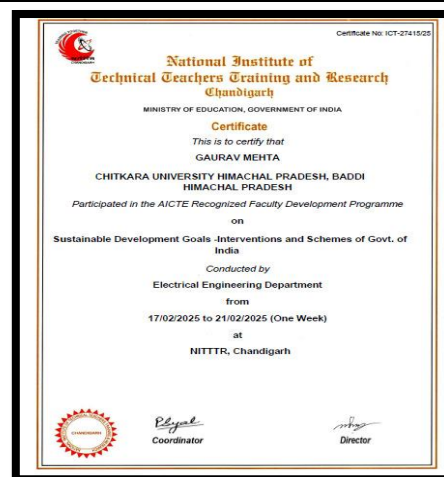 Certificate No: ICT-27415/25
National Institute of
Technical Teachers Training and Research
Chandigarh
MINISTRY OF EDUCATION, GOVERNMENT OF INDIA
Certificate
This is to certify that
GAURAV MEHTA
CHITKARA UNIVERSITY HIMACHAL PRADESH, BADDI
HIMACHAL PRADESH
Participated in the AICTE Recognized Faculty Development Programme
on
Sustainable Development Goals -Interventions and Schemes of Govt. of
India
Conducted by
Electrical Engineering Department
from
17/02/2025 to 21/02/2025 (One Week)
at
NITTTR, Chandigarh
CHANDIGARH
Coordinator
Director